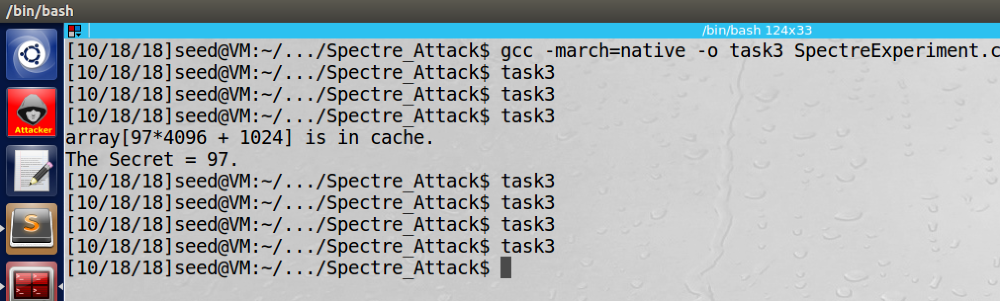 /bin/bash
/bin/bash 124x33
[10/18/18]seed@VM:~/.../Spectre_Attack$ gcc -march=native -o task3 SpectreExperiment.c
[10/18/18]seed@VM:~/.../Spectre_Attack$ task3
[10/18/18]seed@VM:~/.../Spectre_Attack$ task3
[10/18/18]seed@VM:~/.../Spectre_Attack$ task3
Attacker
array[97*4096 + 1024] is in cache.
The Secret = 97.
[10/18/18]seed@VM:~/.../Spectre_Attack$ task3
[10/18/18]seed@VM:~/.../Spectre_Attack$ task3
[10/18/18]seed@VM:~/.../Spectre_Attack$ task3
[10/18/18]seed@VM:~/.../Spectre_Attack$ task3
[10/18/18]seed@VM:~/.../Spectre_Attack$